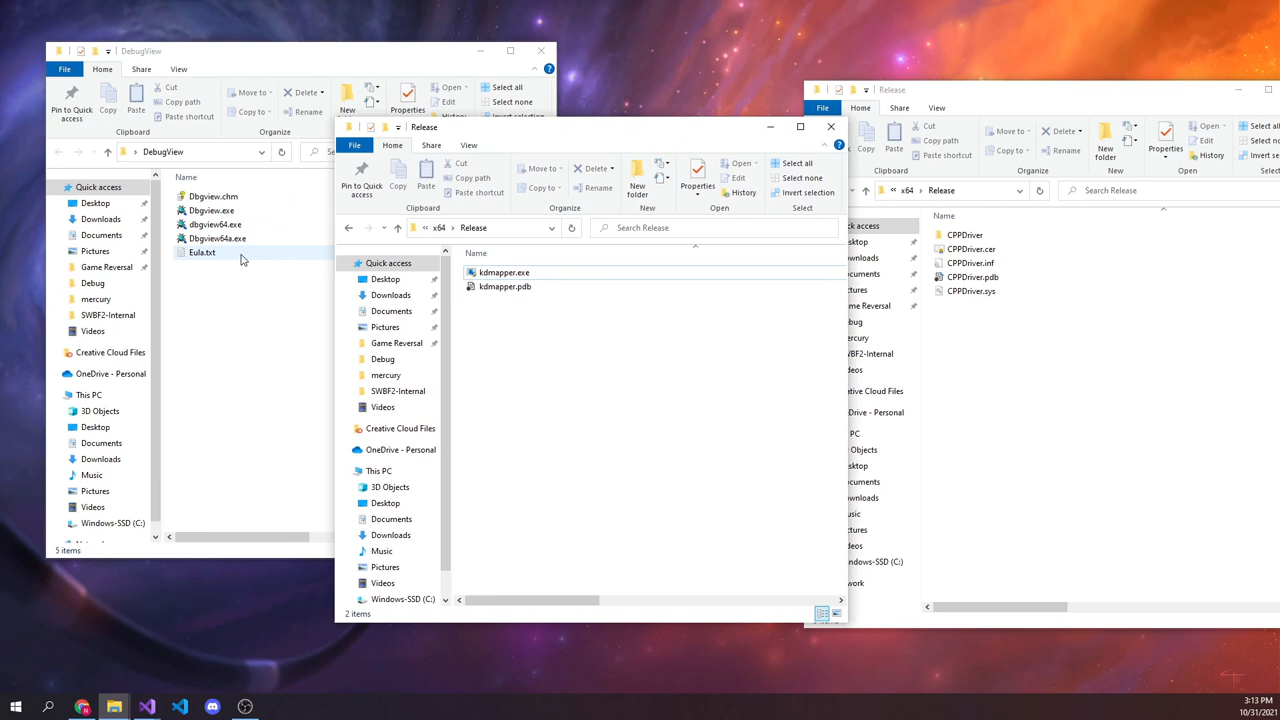 DebugView
File Home Share View
Pin to Quick access
Copy
Paste
Cut
Copy path
Paste shortcut
Clipboard
Move to
Copy to
Delete
Rename
Organize
New
Properties
Open
Edit
History
Select all
Select none
Invert selection
DebugView
Name
Quick access
Desktop
Downloads
Documents
Pictures
Game Reversal
Debug
mercury
SWBF2-Internal
Videos
Creative Cloud Files
OneDrive - Personal
This PC
3D Objects
Desktop
Documents
Downloads
Music
Pictures
Videos
Windows-SSD (C:)
Dbgview.chm
Dbgview.exe
dbgview64.exe
Dbgview64a.exe
Eula.txt
5 items
Release
File Home Share View
Pin to Quick access
Copy
Paste
Cut
Copy path
Paste shortcut
Clipboard
Move to
Copy to
Delete
Rename
Organize
New folder
New
Properties
Open
Edit
History
Open
Select all
Select none
Invert selection
Select
« x64 › Release
Search Release
Name
kdmapper.exe
kdmapper.pdb
Quick access
Desktop
Downloads
Documents
Pictures
Game Reversal
Debug
mercury
SWBF2-Internal
Videos
Creative Cloud Files
OneDrive - Personal
This PC
3D Objects
Desktop
Documents
Downloads
Music
Pictures
Videos
Windows-SSD (C:)
2 items
Release
File Home Share View
Copy
Paste
Cut
Copy path
Paste shortcut
Clipboard
Move to
Copy to
Delete
Rename
Organize
New folder
New
Properties
Open
Edit
History
Open
Select all
Select none
Invert selection
« x64 › Release
Search Release
Name
CPPDriver
CPPDriver.cer
CPPDriver.inf
CPPDriver.pdb
CPPDriver.sys
3:13 PM
10/31/2021